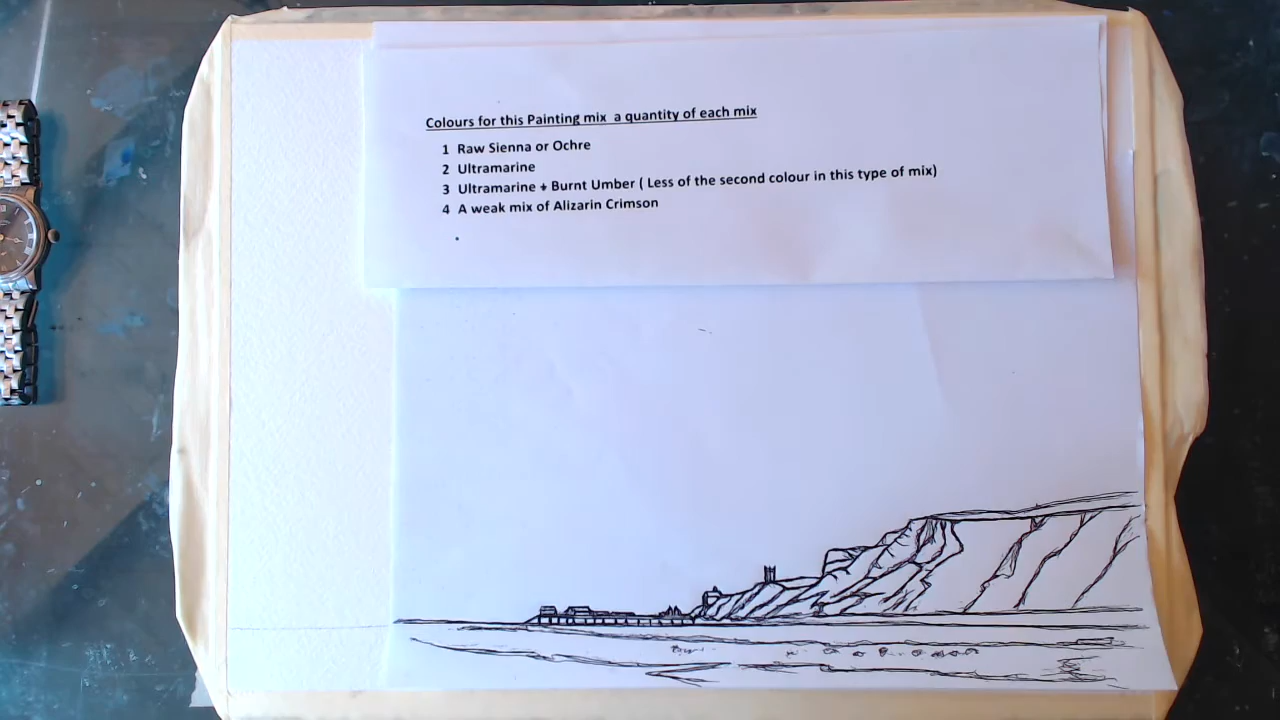 Colours for this Painting mix a quantity of each mix
1 Raw Sienna or Ochre
2 Ultramarine
3 Ultramarine + Burnt Umber ( Less of the second colour in this type of mix)
4 A weak mix of Alizarin Crimson